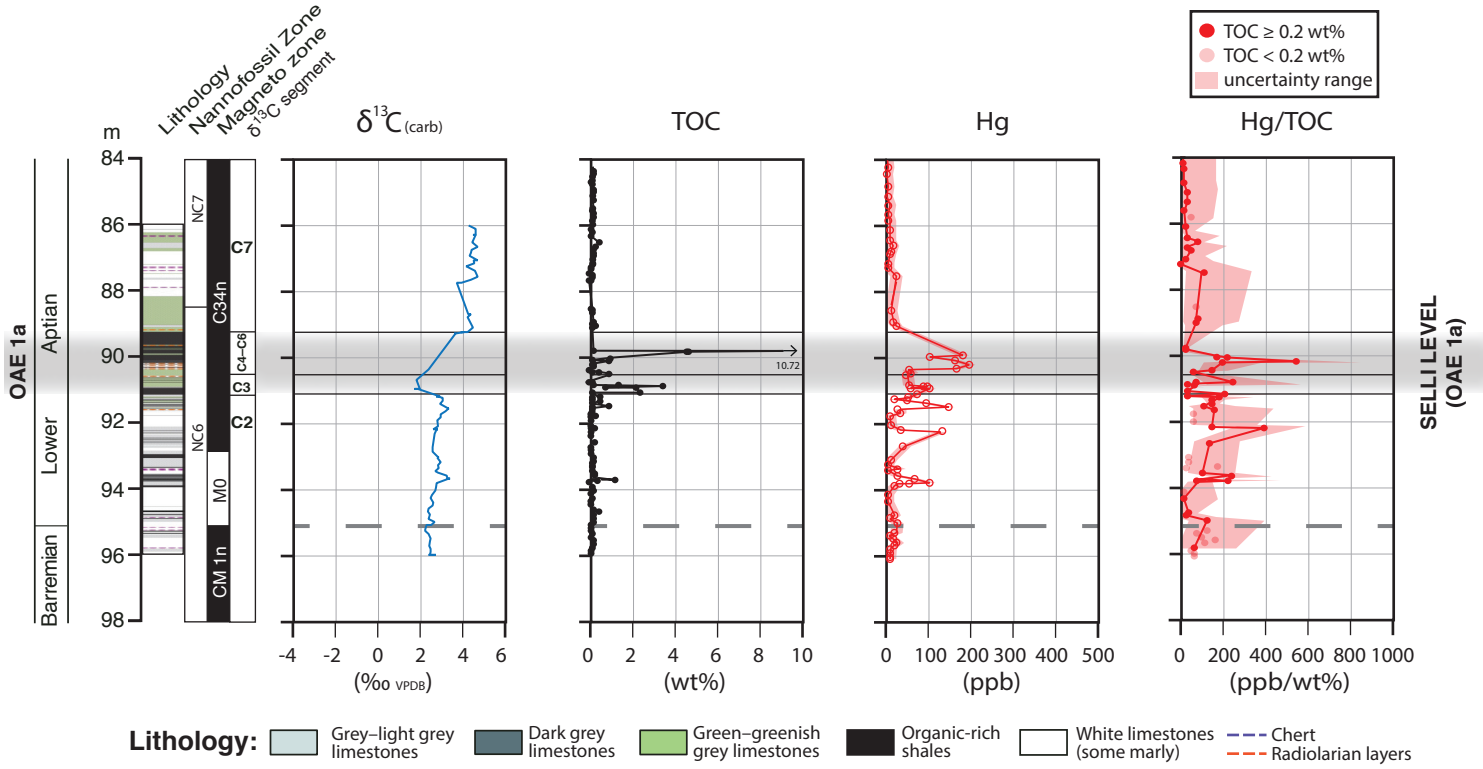 TOC ≥ 0.2 wt%
TOC < 0.2 wt%
uncertainty range
Lithology
Nannofossil Zone
Magneto zone
δ13C segment
m
δ13C (carb)
TOC
Hg
Hg/TOC
84
86
88
90
92
94
96
98
OAE 1a
Aptian
Lower
Barremian
NC7
NC6
C34n
M0
CM 1n
C7
C4–C6
C3
C2
10.72
SELLI LEVEL
(OAE 1a)
-4 -2 0 2 4 6
(‰ VPDB)
0 2 4 6 8 10
(wt%)
0 100 200 300 400 500
(ppb)
0 200 400 600 800 1000
(ppb/wt%)
Lithology:
Grey–light grey
limestones
Dark grey
limestones
Green–greenish
grey limestones
Organic-rich
shales
White limestones
(some marly)
Chert
Radiolarian layers